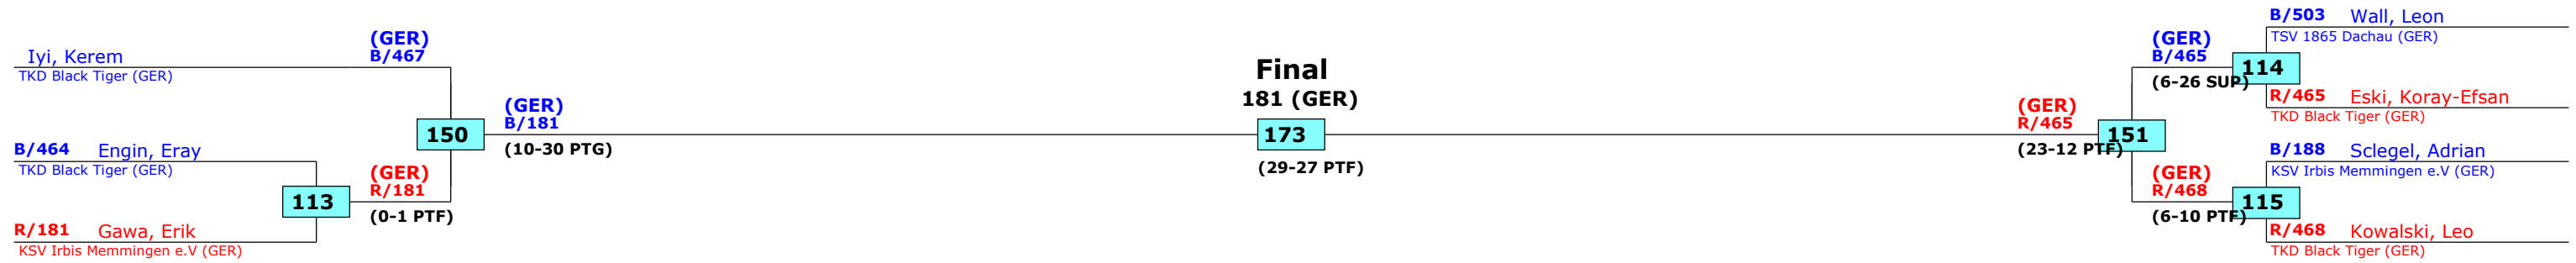 Iyi, Kerem
TKD Black Tiger (GER)
(GER)
B/467
B/464 Engin, Eray
TKD Black Tiger (GER)
113
R/181 Gawa, Erik
KSV Irbis Memmingen e.V (GER)
(GER)
R/181
(0-1 PTF)
150
(GER)
B/181
(10-30 PTG)
Final
181 (GER)
173
(29-27 PTF)
(GER)
R/465
(23-12 PTF)
151
(GER)
B/465
(6-26 SUP)
114
B/503 Wall, Leon
TSV 1865 Dachau (GER)
R/465 Eski, Koray-Efsan
TKD Black Tiger (GER)
(GER)
R/468
(6-10 PTF)
115
B/188 Sclegel, Adrian
KSV Irbis Memmingen e.V (GER)
R/468 Kowalski, Leo
TKD Black Tiger (GER)